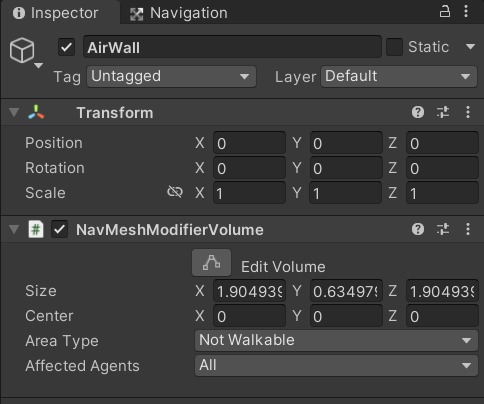 Inspector Navigation
AirWall Static
Tag Untagged Layer Default
Transform
Position X 0 Y 0 Z 0
Rotation X 0 Y 0 Z 0
Scale X 1 Y 1 Z 1
# NavMeshModifierVolume
Edit Volume
Size X 1.904939 Y 0.634979 Z 1.904939
Center X 0 Y 0 Z 0
Area Type Not Walkable
Affected Agents All